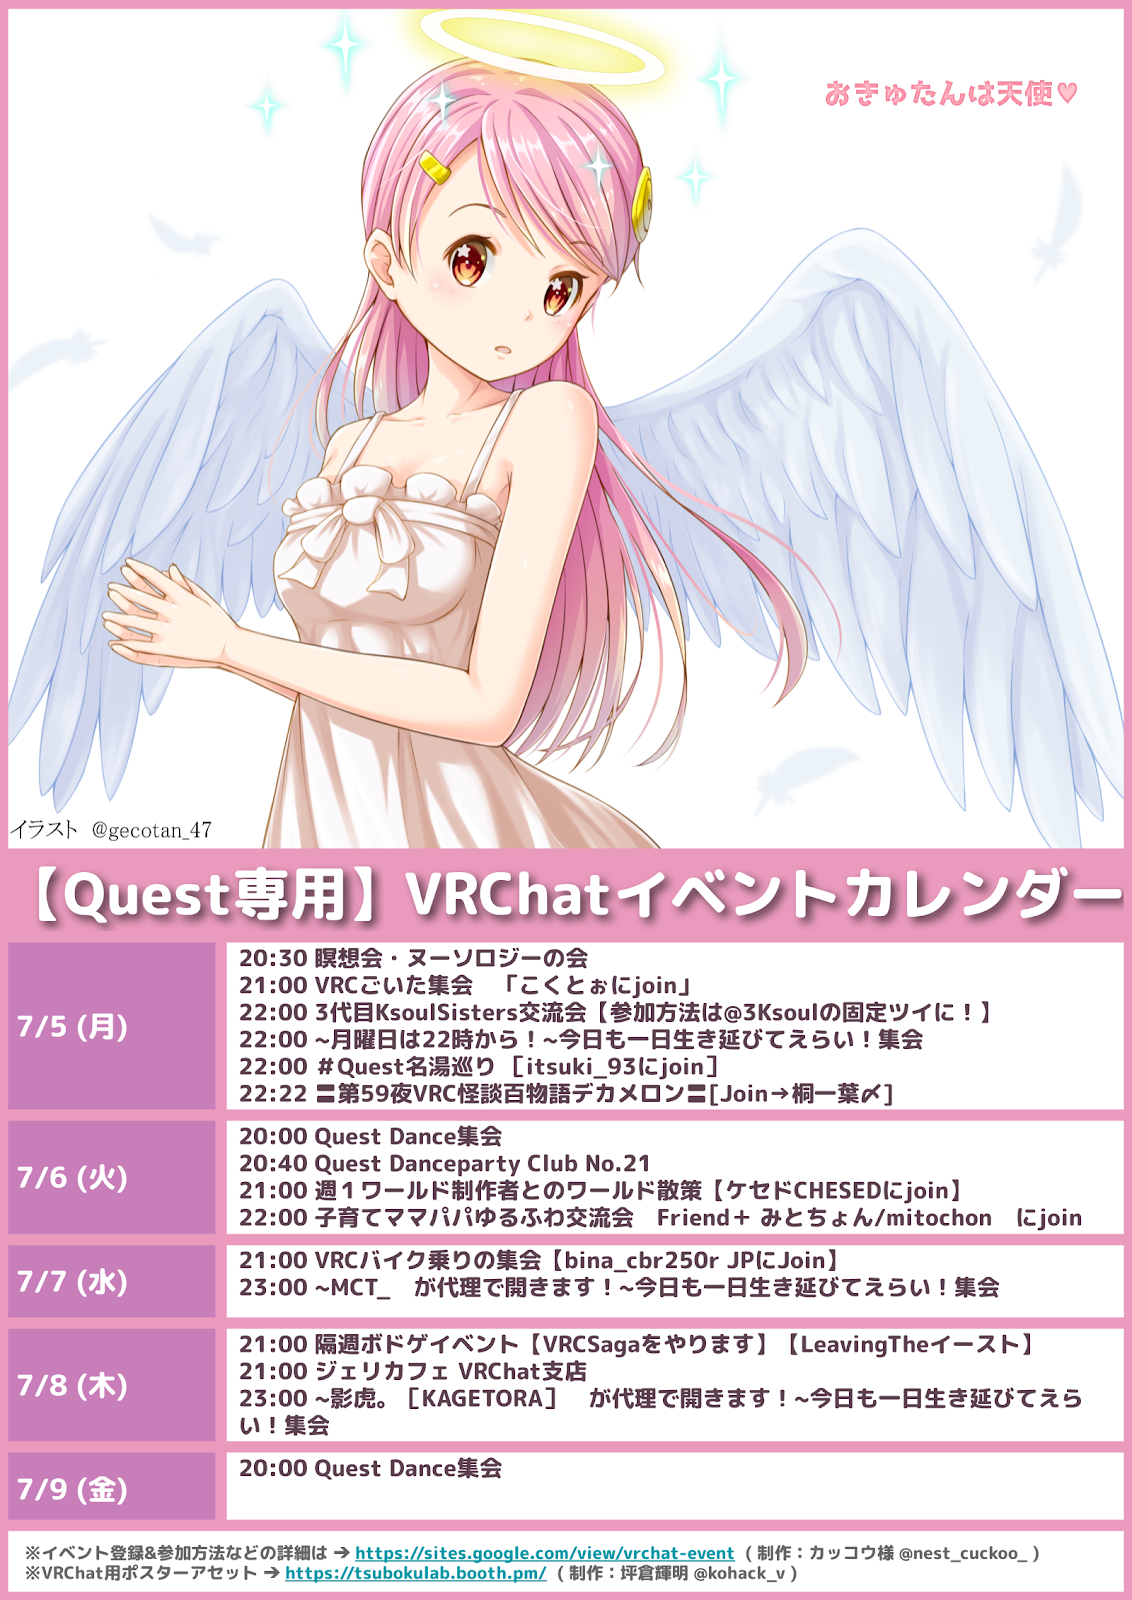 おきゅたんは天使♥
イラスト @gecotan_47
【Quest専用】VRChatイベントカレンダー
7/5 (月)
20:30 瞑想会・ヌーソロジーの会
21:00 VRCごいた集会 「こくとぉにjoin」
22:00 3代目KsoulSisters交流会【参加方法は@3Ksoulの固定ツイに！】
22:00 ~月曜日は22時から！~今日も一日生き延びてえらい！集会
22:00 ＃Quest名湯巡り ［itsuki_93にjoin］
22:22 〓第59夜VRC怪談百物語デカメロン〓[Join→桐一葉〆]
7/6 (火)
20:00 Quest Dance集会
20:40 Quest Danceparty Club No.21
21:00 週１ワールド制作者とのワールド散策【ケセドCHESEDにjoin】
22:00 子育てママパパゆるふわ交流会 Friend＋ みとちょん/mitochon にjoin
7/7 (水)
21:00 VRCバイク乗りの集会【bina_cbr250r JPにJoin】
23:00 ~MCT_ が代理で開きます！~今日も一日生き延びてえらい！集会
7/8 (木)
21:00 隔週ボドゲイベント【VRCSagaをやります】【LeavingTheイースト】
21:00 ジェリカフェ VRChat支店
23:00 ~影虎。［KAGETORA］ が代理で開きます！~今日も一日生き延びてえら
い！集会
7/9 (金)
20:00 Quest Dance集会
※イベント登録&参加方法などの詳細は → https://sites.google.com/view/vrchat-event ( 制作：カッコウ様 @nest_cuckoo_ )
※VRChat用ポスターアセット → https://tsubokulab.booth.pm/ ( 制作：坪倉輝明 @kohack_v )